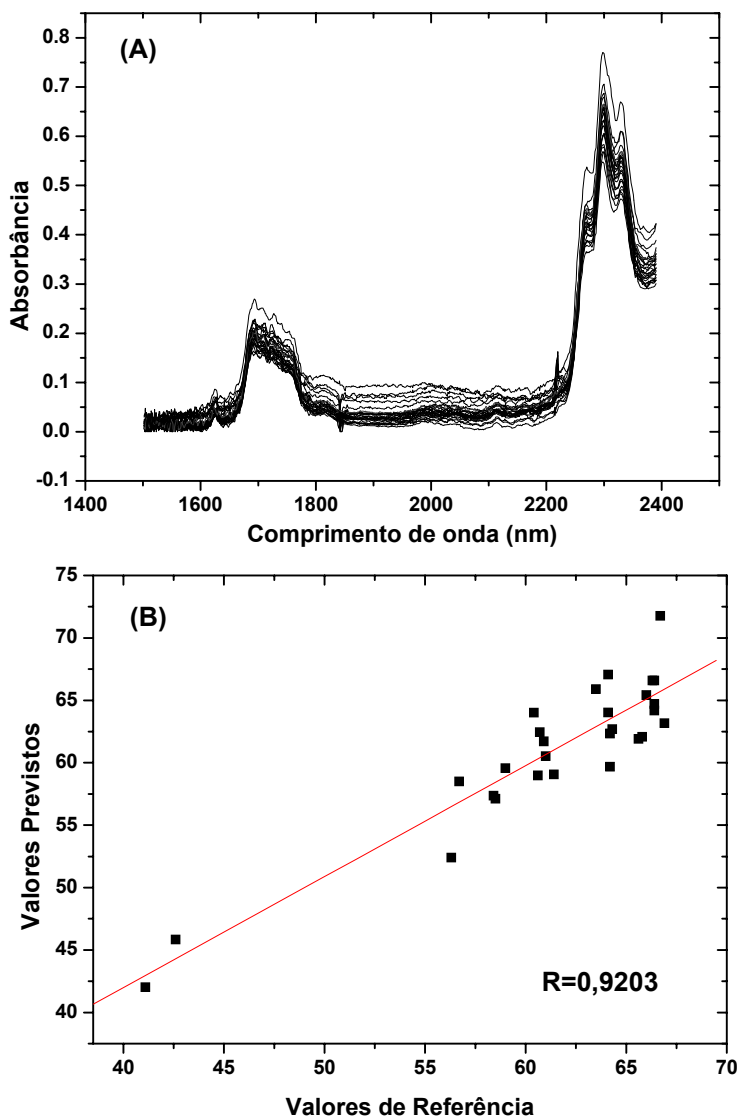 (A)
Absorbância
0.8
0.7
0.6
0.5
0.4
0.3
0.2
0.1
0.0
-0.1
1400 1600 1800 2000 2200 2400
Comprimento de onda (nm)
(B)
Valores Previstos
75
70
65
60
55
50
45
40
R=0,9203
40 45 50 55 60 65 70
Valores de Referência